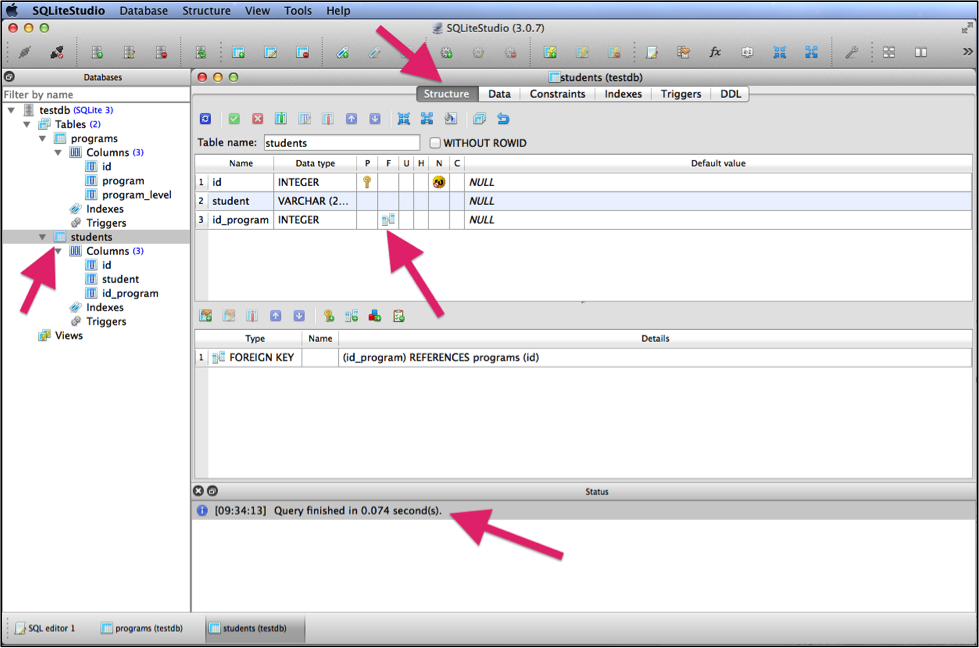 SQLiteStudio Database Structure View Tools Help
SQLiteStudio (3.0.7)
Databases
students (testdb)
Filter by name
Structure Data Constraints Indexes Triggers DDL
testdb (SQLite 3)
Tables (2)
programs
Columns (3)
id
program
program_level
Indexes
Triggers
students
Columns (3)
id
student
id_program
Indexes
Triggers
Views
Table name: students WITHOUT ROWID
Name Data type P F U H N C Default value
1 id INTEGER NULL
2 student VARCHAR (2... NULL
3 id_program INTEGER NULL
Type Name Details
1 FOREIGN KEY (id_program) REFERENCES programs (id)
Status
[09:34:13] Query finished in 0.074 second(s).
SQL editor 1 programs (testdb) students (testdb)